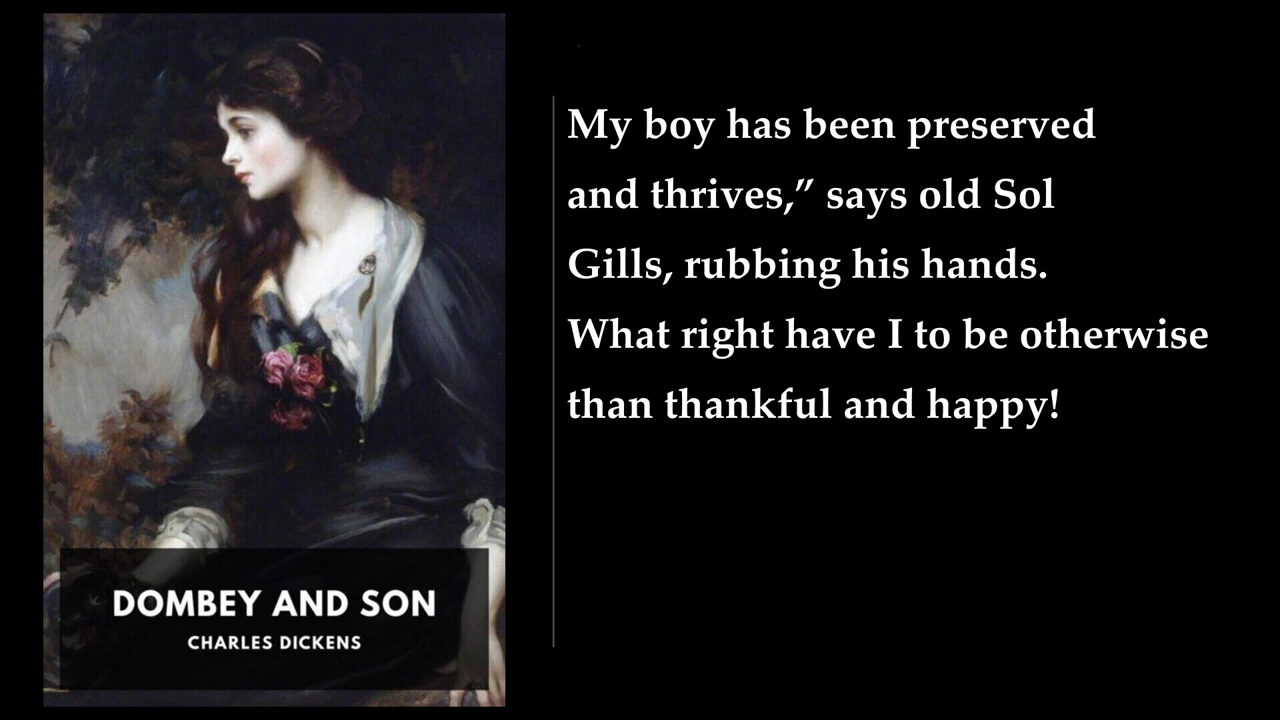 My boy has been preserved
and thrives,” says old Sol
Gills, rubbing his hands.
What right have I to be otherwise
than thankful and happy!
DOMBEY AND SON
CHARLES DICKENS